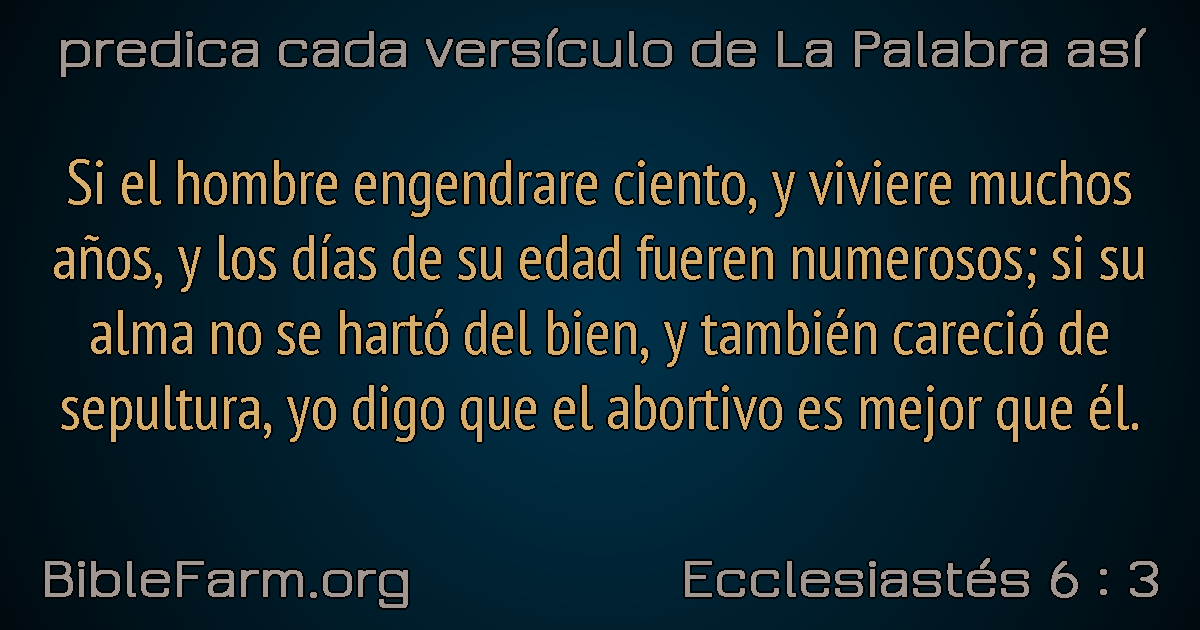 predica cada versículo de La Palabra así
Si el hombre engendrare ciento, y viviere muchos
años, y los días de su edad fueren numerosos; si su
alma no se hartó del bien, y también careció de
sepultura, yo digo que el abortivo es mejor que él.
BibleFarm.org
Ecclesiastés 6 : 3